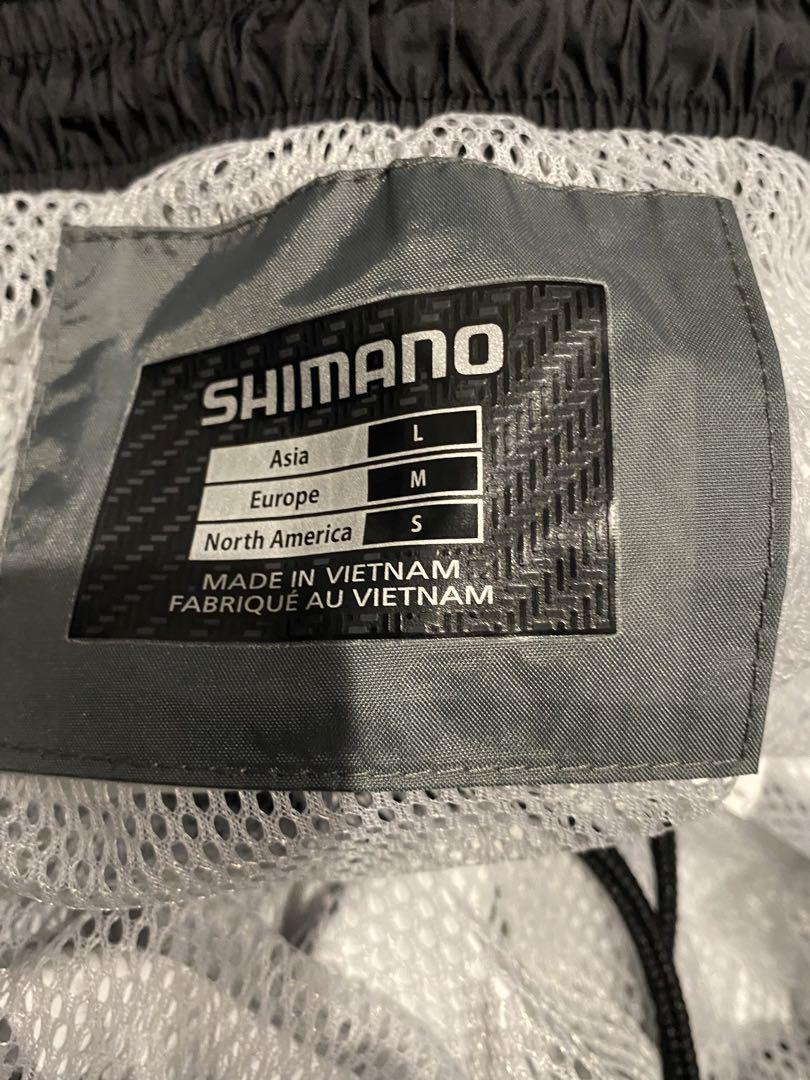 SHIMANO
Asia L
Europe M
North America S
MADE IN VIETNAM
FABRIQUÉ AU VIETNAM